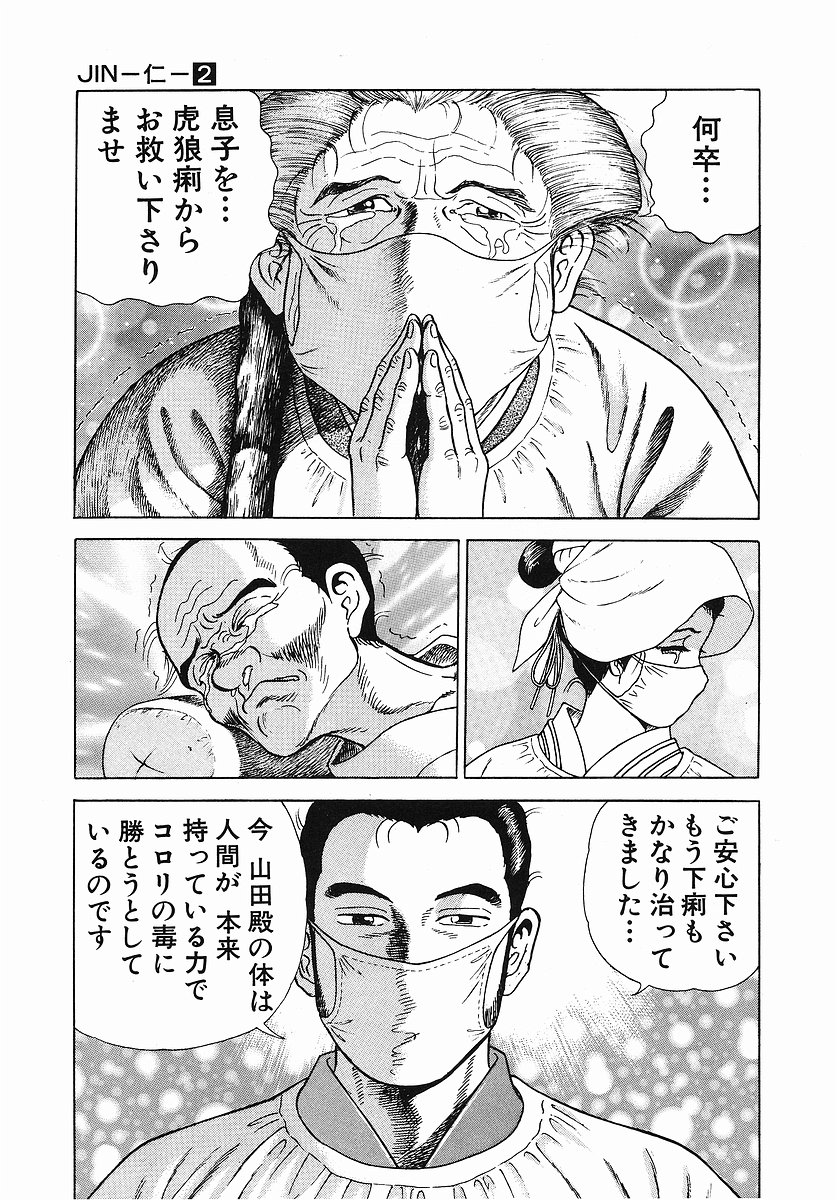 JIN－仁－2
何卒…
息子を…
虎狼痢から
お救い下さり
ませ
ご安心下さい
もう下痢も
かなり治って
きました…
今 山田殿の体は
人間が 本来
持っている力で
コロリの毒に
勝とうとして
いるのです